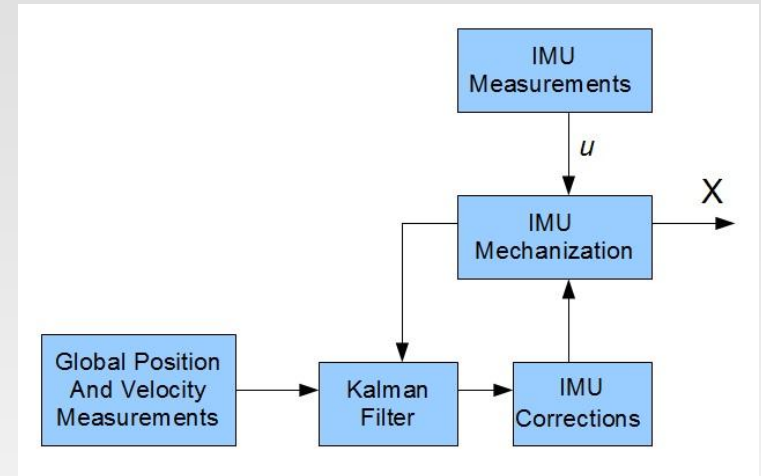 IMU
Measurements
u
X
IMU
Mechanization
Global Position
And Velocity
Measurements
Kalman
Filter
IMU
Corrections